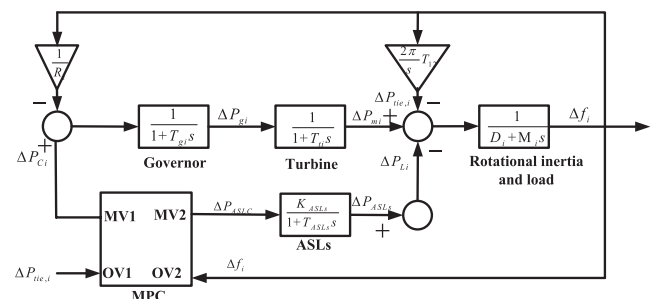 1
R
2π
s
T₁₂
−
ΔP_tie,i
−
+
ΔP_Ci
1
1+T_gi s
Governor
ΔP_gi
1
1+T_ti s
Turbine
ΔP_mi
+
−
ΔP_Li
1
D_i + M_i s
Rotational inertia
and load
Δf_i
MV1
MV2
OV1
OV2
MPC
ΔP_ASLC
K_ASLs
1+T_ASLs s
ASLs
ΔP_ASLs
+
ΔP_tie,i
Δf_i